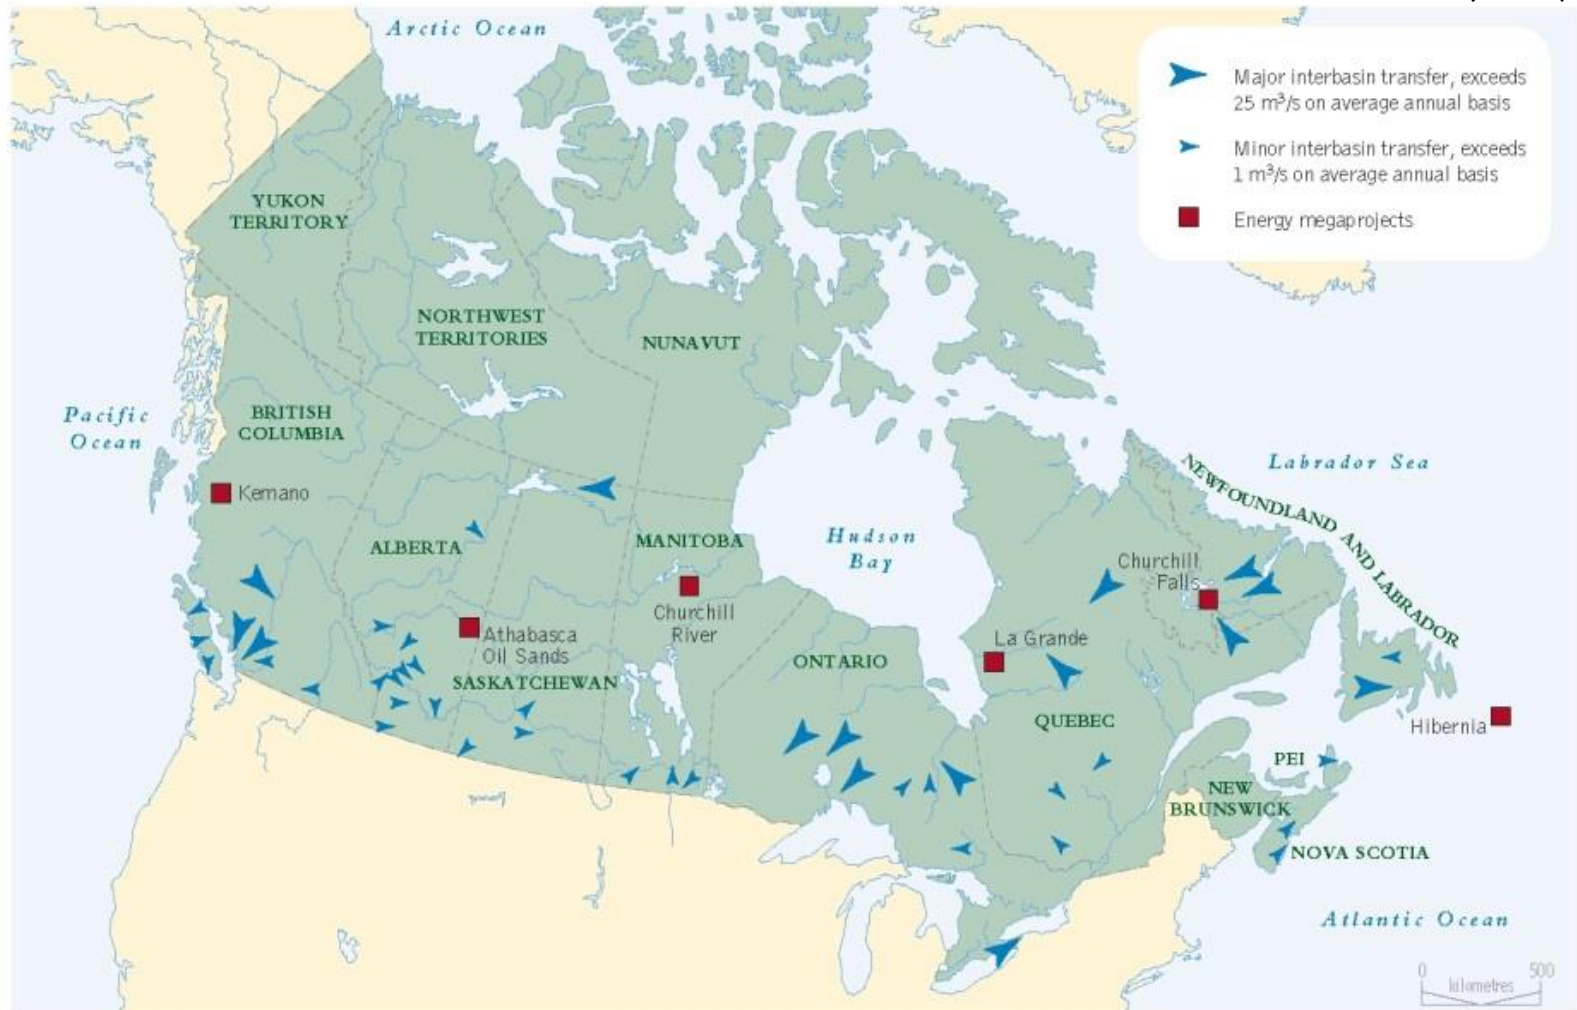 Arctic Ocean
Major interbasin transfer, exceeds
25 m³/s on average annual basis
Minor interbasin transfer, exceeds
1 m³/s on average annual basis
Energy megaprojects
YUKON
TERRITORY
NORTHWEST
TERRITORIES
NUNAVUT
Pacific
Ocean
BRITISH
COLUMBIA
Labrador Sea
NEWFOUNDLAND AND LABRADOR
Kemano
ALBERTA
MANITOBA
Hudson
Bay
Churchill
Falls
Churchill
River
Athabasca
Oil Sands
La Grande
ONTARIO
SASKATCHEWAN
QUEBEC
Hibernia
PEI
NEW
BRUNSWICK
NOVA SCOTIA
Atlantic Ocean
0 500
kilometres